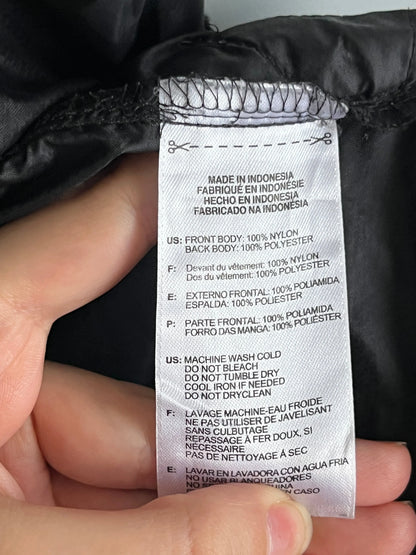 MADE IN INDONESIA
FABRIQUÉ EN INDONÉSIE
HECHO EN INDONESIA
FABRICADO NA INDONESIA
US: FRONT BODY: 100% NYLON
BACK BODY: 100% POLYESTER
F: Devant du vêtement: 100% NYLON
Dos du vêtement: 100% POLYESTER
E: EXTERNO FRONTAL: 100% POLIAMIDA
ESPALDA: 100% POLIESTER
P: PARTE FRONTAL: 100% POLIAMIDA
FORRO DAS MANGA: 100% POLIÉSTER
US: MACHINE WASH COLD
DO NOT BLEACH
DO NOT TUMBLE DRY
COOL IRON IF NEEDED
DO NOT DRYCLEAN
F: LAVAGE MACHINE-EAU FROIDE
NE PAS UTILISER DE JAVELISANT
SANS CULBUTAGE
REPASSAGE À FER DOUX, SI
NÉCESSAIRE
PAS DE NETTOYAGE À SEC
E: LAVAR EN LAVADORA CON AGUA FRIA
NO USAR BLANQUEADORES
EN CASO